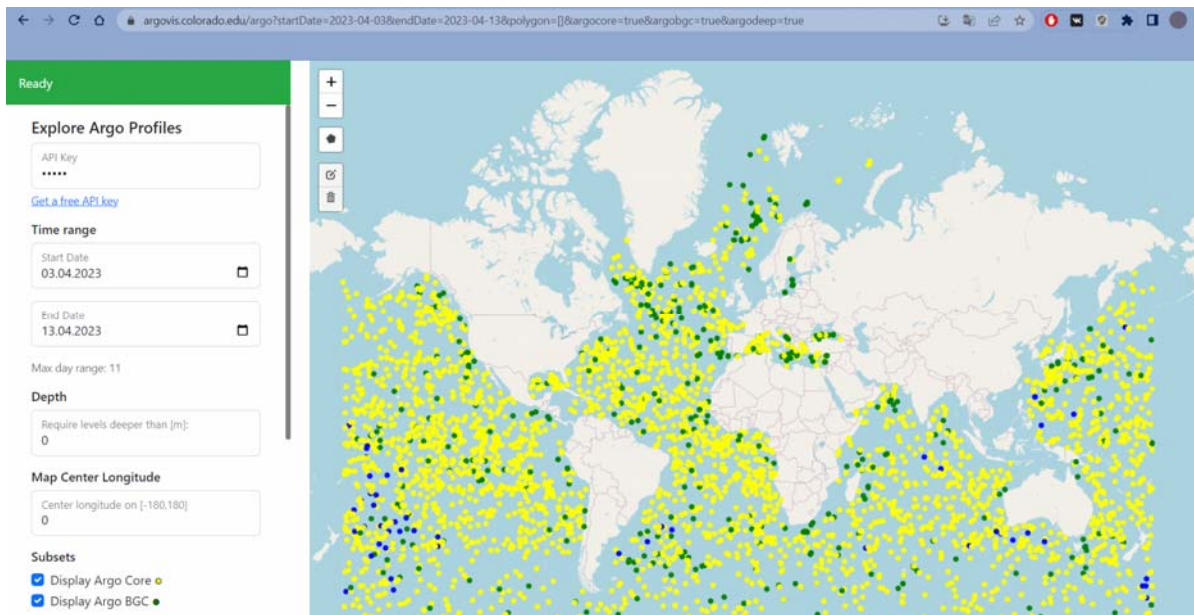 argovis.colorado.edu/argo?startDate=2023-04-03&endDate=2023-04-13&polygon=[]&argocore=true&argobgc=true&argodeep=true
Ready
Explore Argo Profiles
API Key
•••••
Get a free API key
Time range
Start Date
03.04.2023
End Date
13.04.2023
Max day range: 11
Depth
Require levels deeper than [m]:
0
Map Center Longitude
Center longitude on [-180,180]
0
Subsets
Display Argo Core
Display Argo BGC
+
−